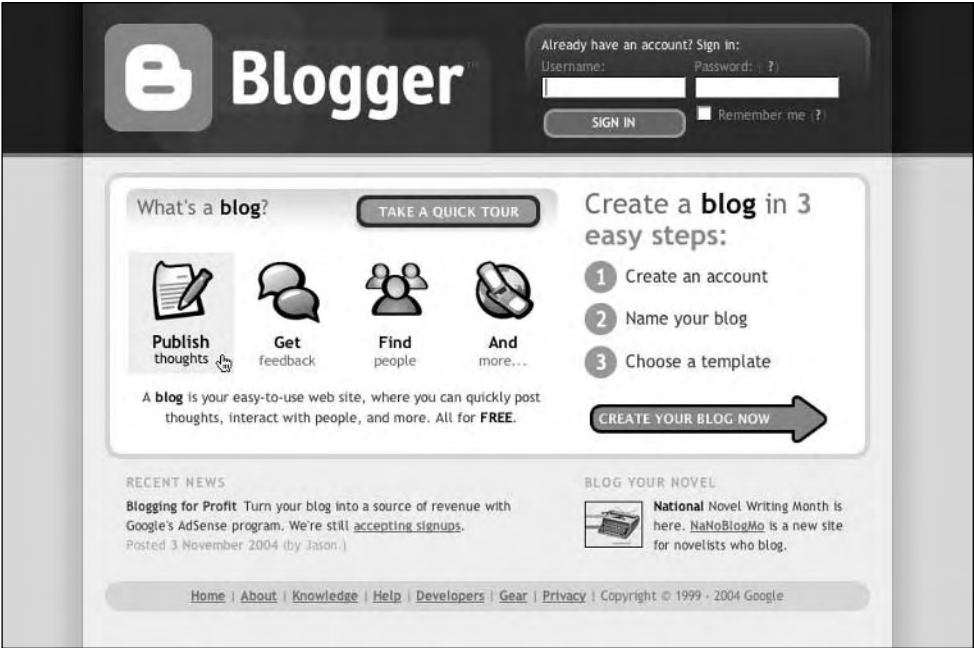 Blogger™
Already have an account? Sign in:
Username:
Password: (?)
SIGN IN
Remember me (?)
What's a blog?
TAKE A QUICK TOUR
Publish
thoughts
Get
feedback
Find
people
And
more...
A blog is your easy-to-use web site, where you can quickly post
thoughts, interact with people, and more. All for FREE.
Create a blog in 3
easy steps:
1 Create an account
2 Name your blog
3 Choose a template
CREATE YOUR BLOG NOW
RECENT NEWS
Blogging for Profit Turn your blog into a source of revenue with
Google's AdSense program. We're still accepting signups.
Posted 3 November 2004 (by Jason.)
BLOG YOUR NOVEL
National Novel Writing Month is
here. NaNoBlogMo is a new site
for novelists who blog.
Home | About | Knowledge | Help | Developers | Gear | Privacy | Copyright © 1999 - 2004 Google